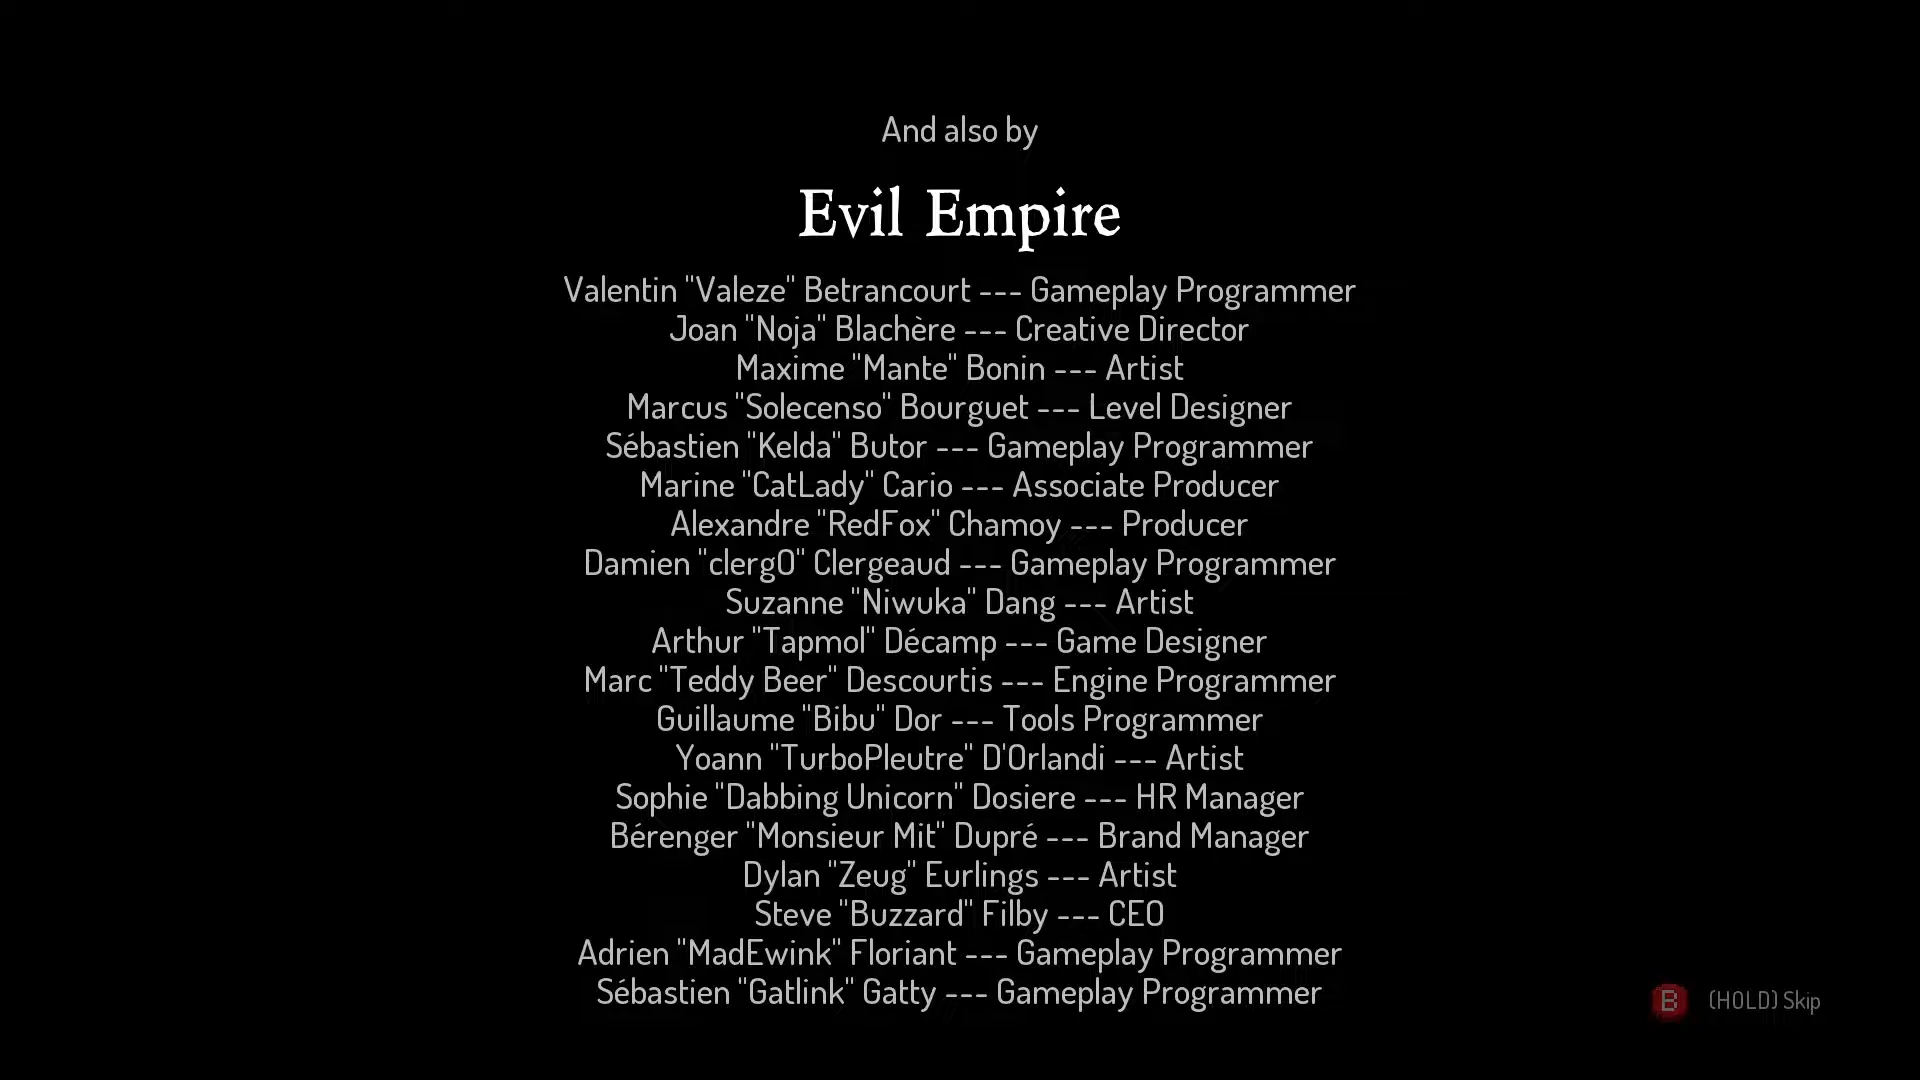 And also by
Evil Empire
Valentin "Valeze" Betrancourt --- Gameplay Programmer
Joan "Noja" Blachère --- Creative Director
Maxime "Mante" Bonin --- Artist
Marcus "Solecenso" Bourguet --- Level Designer
Sébastien "Kelda" Butor --- Gameplay Programmer
Marine "CatLady" Cario --- Associate Producer
Alexandre "RedFox" Chamoy --- Producer
Damien "clergO" Clergeaud --- Gameplay Programmer
Suzanne "Niwuka" Dang --- Artist
Arthur "Tapmol" Décamp --- Game Designer
Marc "Teddy Beer" Descourtis --- Engine Programmer
Guillaume "Bibu" Dor --- Tools Programmer
Yoann "TurboPleutre" D'Orlandi --- Artist
Sophie "Dabbing Unicorn" Dosiere --- HR Manager
Bérenger "Monsieur Mit" Dupré --- Brand Manager
Dylan "Zeug" Eurlings --- Artist
Steve "Buzzard" Filby --- CEO
Adrien "MadEwink" Floriant --- Gameplay Programmer
Sébastien "Gatlink" Gatty --- Gameplay Programmer
B (HOLD) Skip